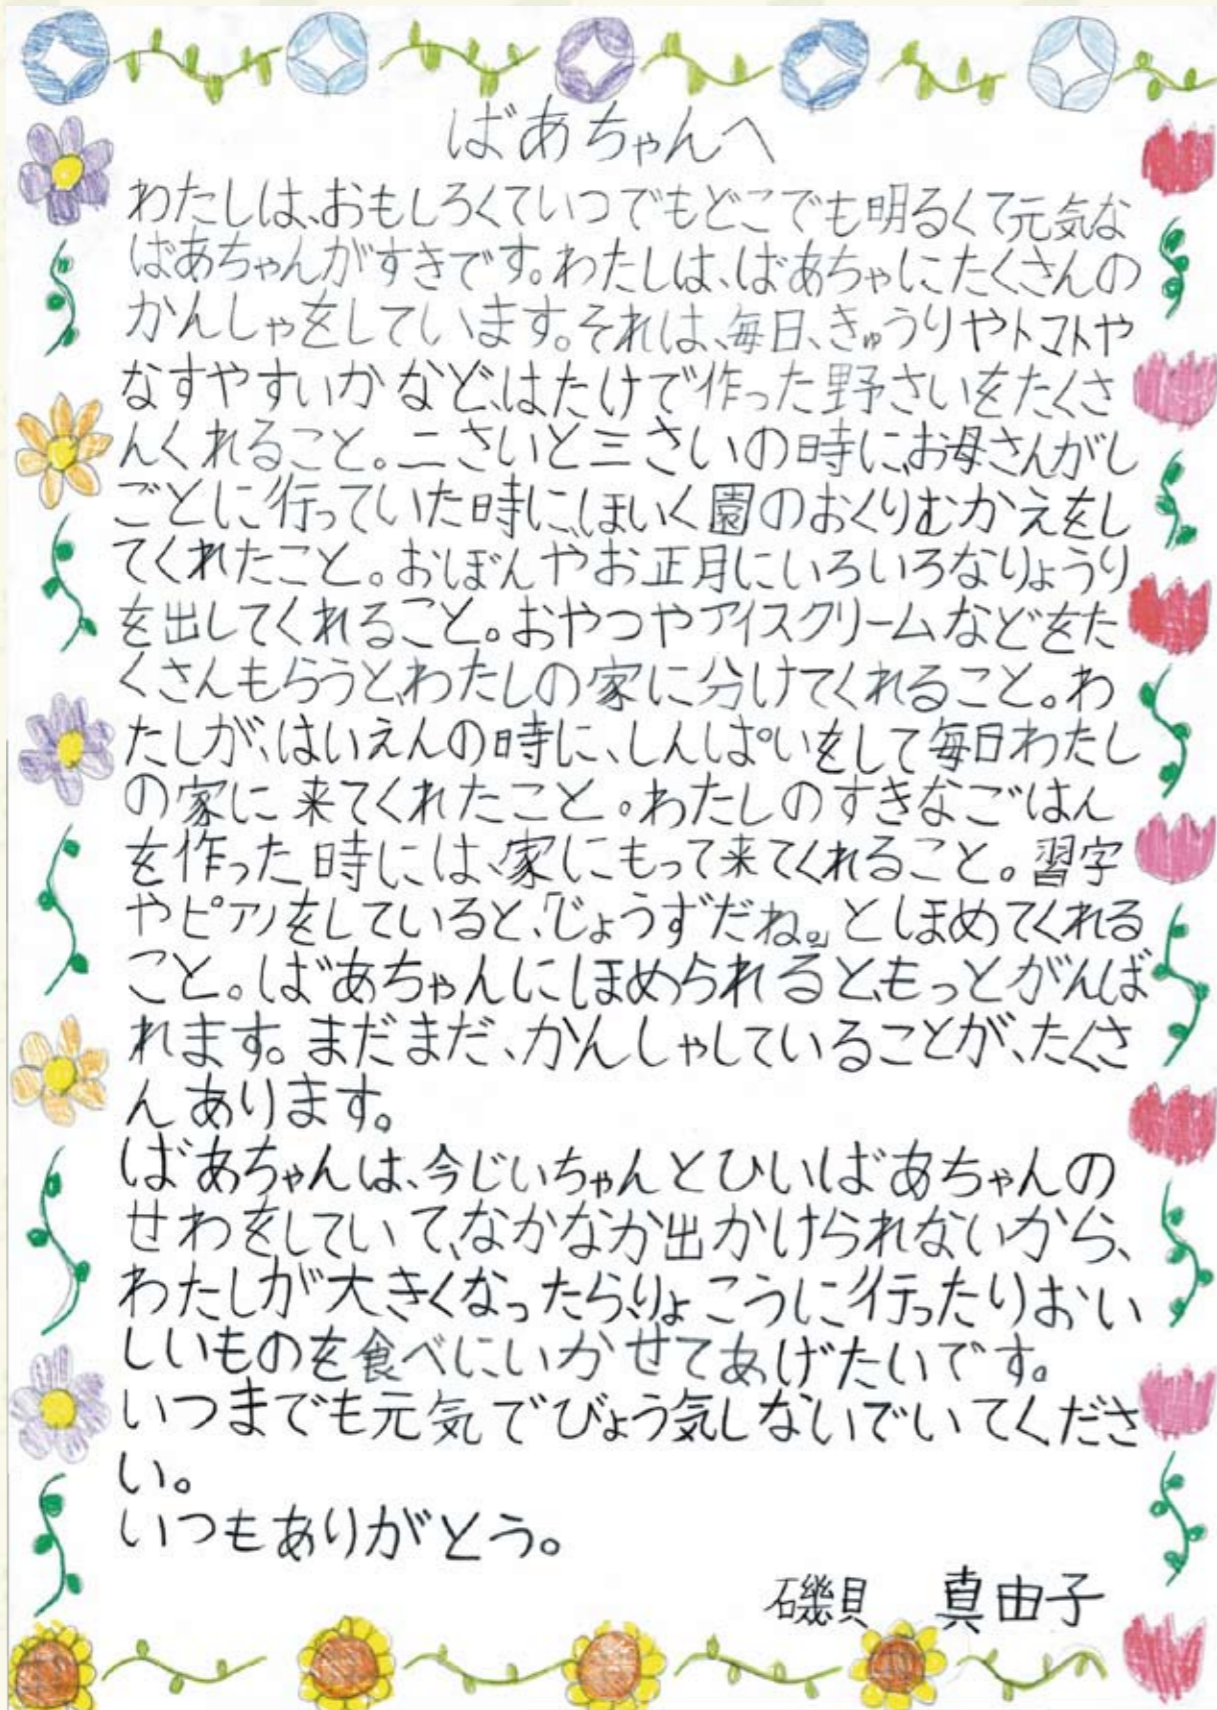 ばあちゃんへ
わたしは、おもしろくていつでもどこでも明るくて元気な
ばあちゃんがすきです。わたしは、ばあちゃにたくさんの
かんしゃをしています。それは、毎日、きゅうりやトマトや
なすやすいかなど、はたけで作った野さいをたくさ
んくれること。二さいと三さいの時に、お母さんがし
ごとに行っていた時に、ほいく園のおくりむかえをし
てくれたこと。おぼんやお正月にいろいろなりょうり
を出してくれること。おやつやアイスクリームなどをた
くさんもらうと、わたしの家に分けてくれること。わ
たしが、はいえんの時に、しんぱいをして毎日わたし
の家に来てくれたこと。わたしのすきなごはん
を作った時には、家にもって来てくれること。習字
やピアノをしていると、「じょうずだね。」とほめてくれる
こと。ばあちゃんにほめられると、もっとがんば
れます。まだまだ、かんしゃしていることが、たくさ
んあります。
ばあちゃんは、今じいちゃんとひいばあちゃんの
せわをしていて、なかなか出かけられないから、
わたしが大きくなったら、りょこうに行ったりおい
しいものを食べにいかせてあげたいです。
いつまでも元気でびょう気しないでいてくださ
い。
いつもありがとう。
磯貝　真由子